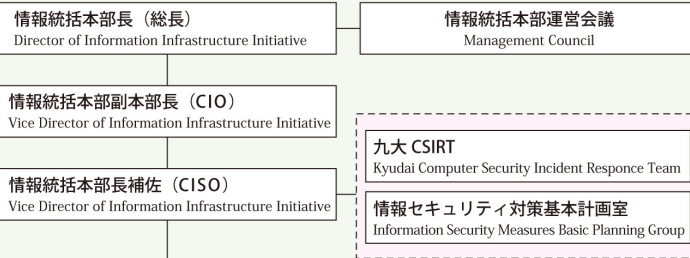 情報統括本部長（総長）
Director of Information Infrastructure Initiative
情報統括本部運営会議
Management Council
情報統括本部副本部長（CIO）
Vice Director of Information Infrastructure Initiative
九大 CSIRT
Kyudai Computer Security Incident Responce Team
情報統括本部長補佐（CISO）
Vice Director of Information Infrastructure Initiative
情報セキュリティ対策基本計画室
Information Security Measures Basic Planning Group